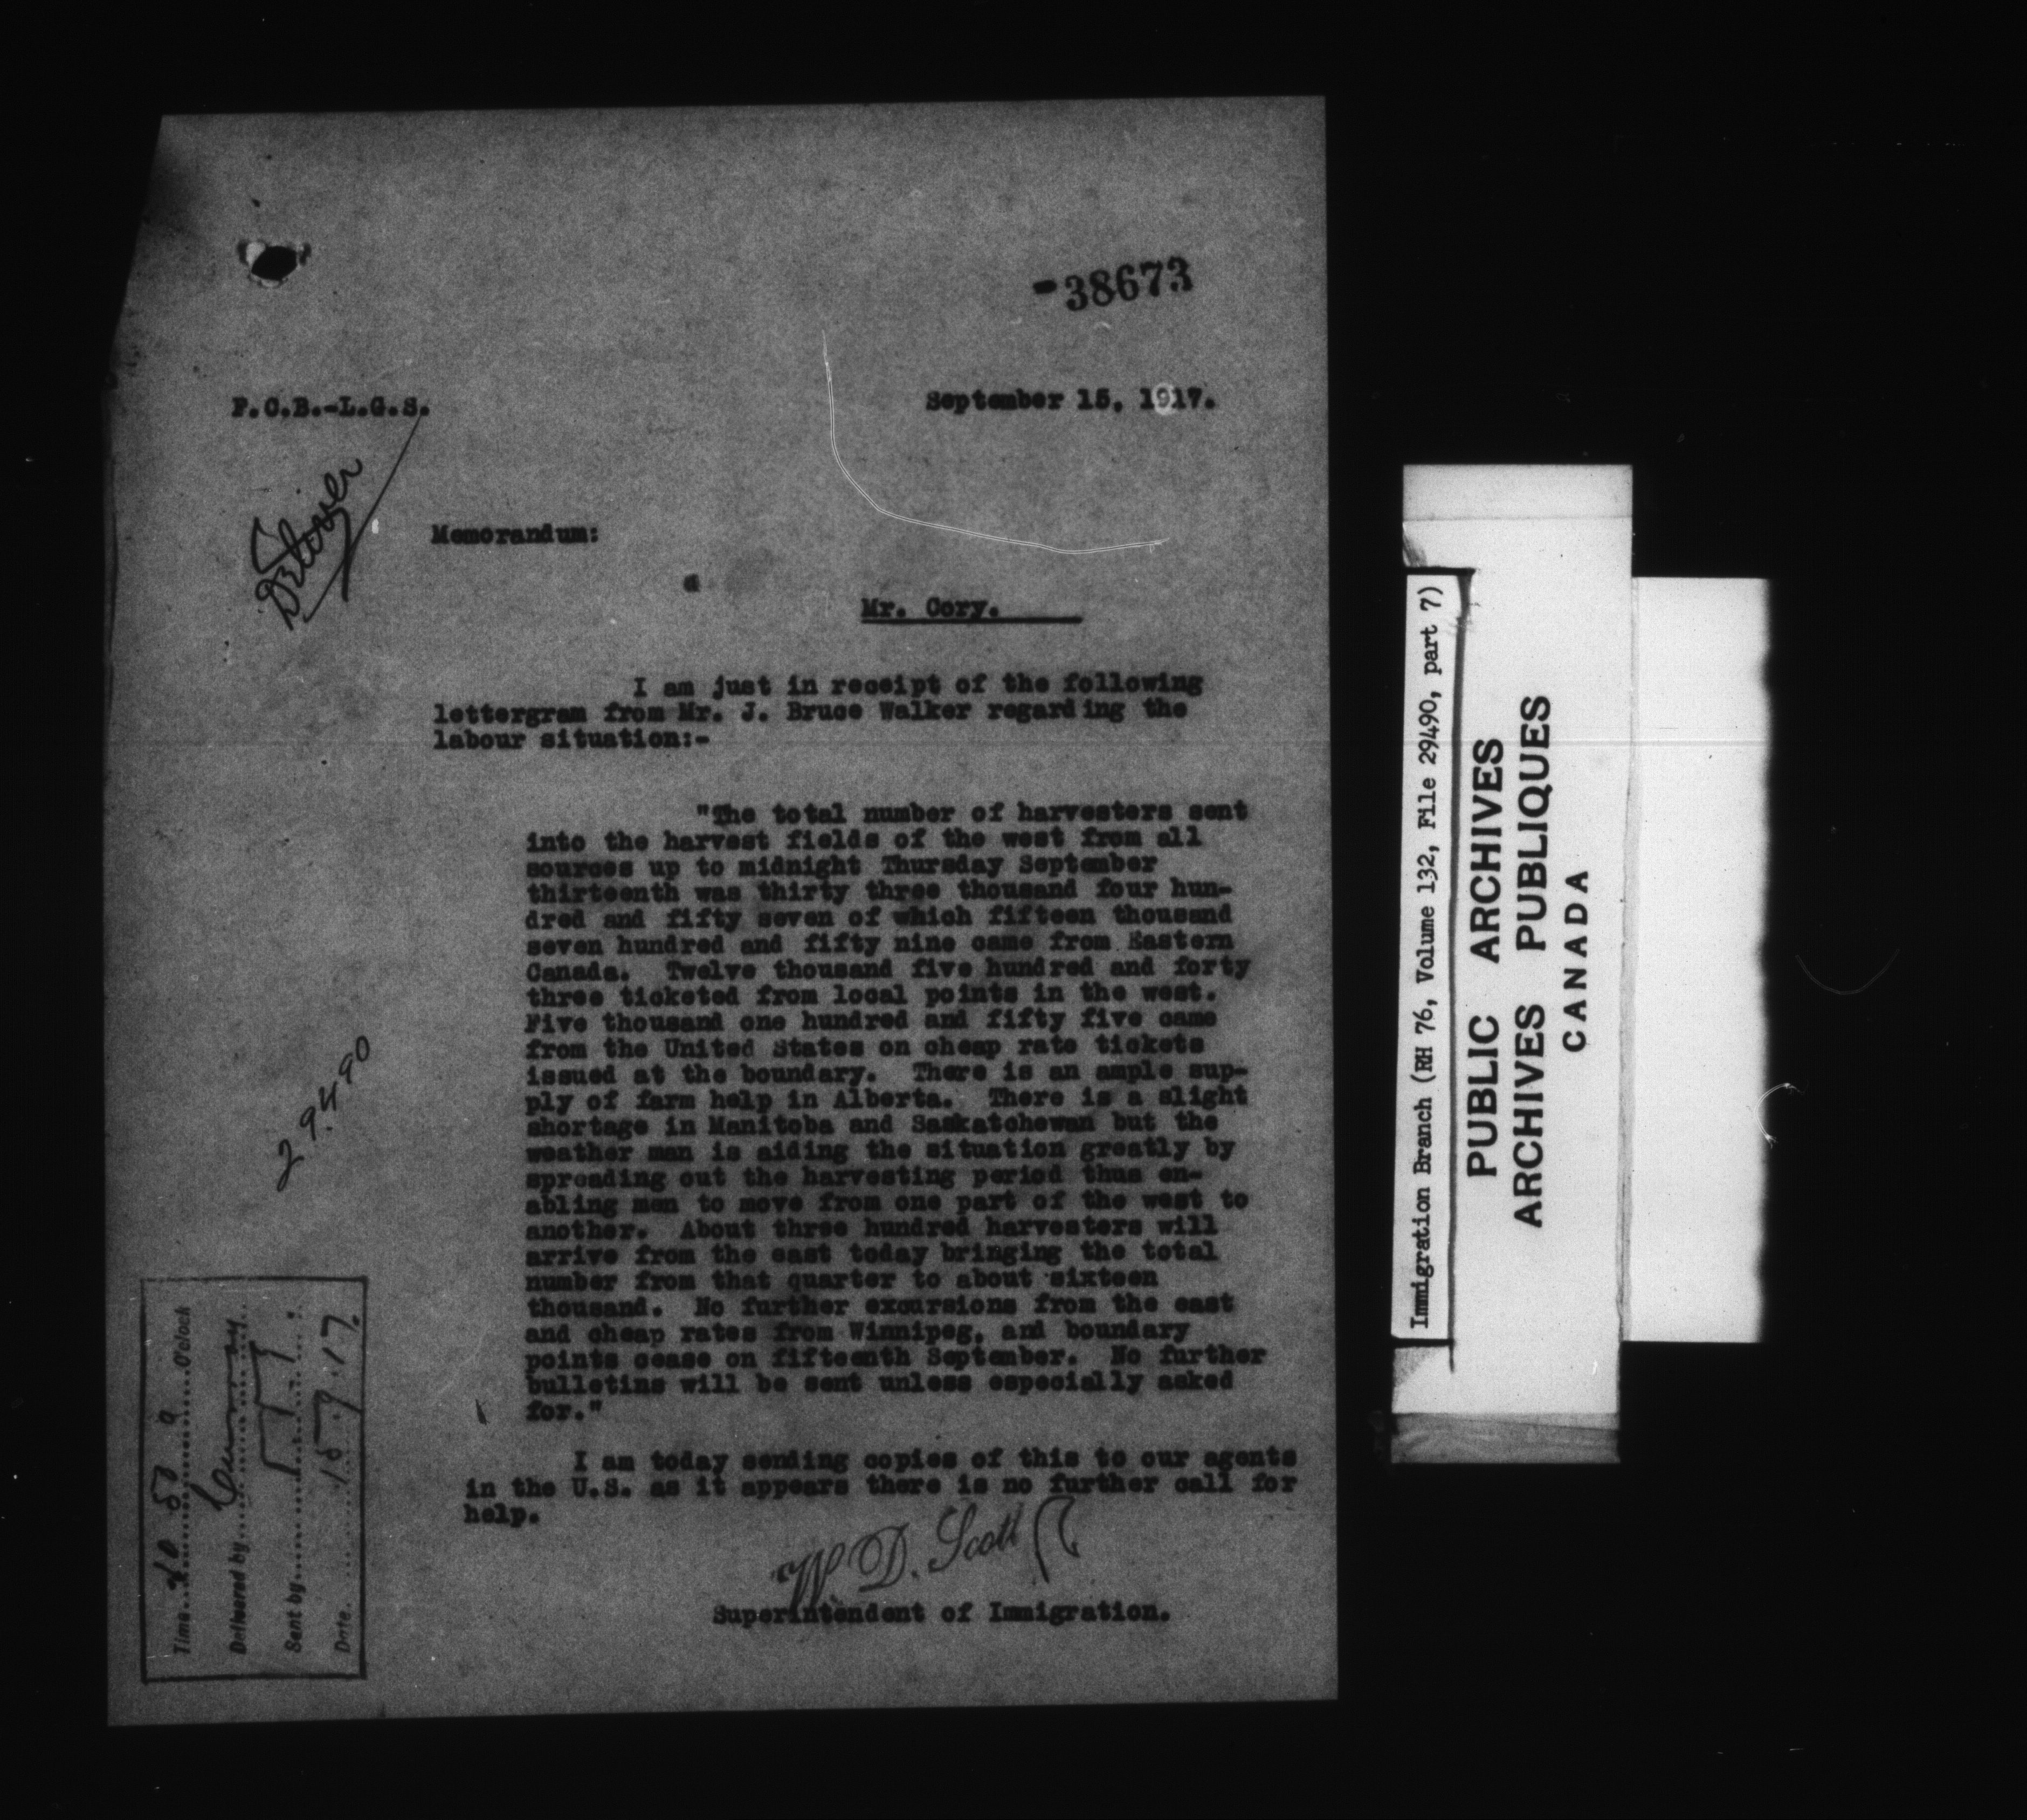 -38673
F.C.B.-L.G.S.
September 15, 1917.
Memorandum:
Mr. Cory.
I am just in receipt of the following
lettergram from Mr. J. Bruce Walker regarding the
labour situation:-
"The total number of harvesters sent
into the harvest fields of the west from all
sources up to midnight Thursday September
thirteenth was thirty three thousand four hun-
dred and fifty seven of which fifteen thousand
seven hundred and fifty nine came from Eastern
Canada. Twelve thousand five hundred and forty
three ticketed from local points in the west.
Five thousand one hundred and fifty five came
from the United States on cheap rate tickets
issued at the boundary. There is an ample sup-
ply of farm help in Alberta. There is a slight
shortage in Manitoba and Saskatchewan but the
weather man is aiding the situation greatly by
spreading out the harvesting period thus en-
abling men to move from one part of the west to
another. About three hundred harvesters will
arrive from the east today bringing the total
number from that quarter to about sixteen
thousand. No further excursions from the east
and cheap rates from Winnipeg, and boundary
points cease on fifteenth September. No further
bulletins will be sent unless especially asked
for."
I am today sending copies of this to our agents
in the U.S. as it appears there is no further call for
help.
W. D. Scott
Superintendent of Immigration.
29490
Time 10 50 a O'clock
Delivered by
Sent by
Date 15.9.17.
Immigration Branch (RH 76, Volume 132, File 29490, part 7)
PUBLIC ARCHIVES
ARCHIVES PUBLIQUES
CANADA